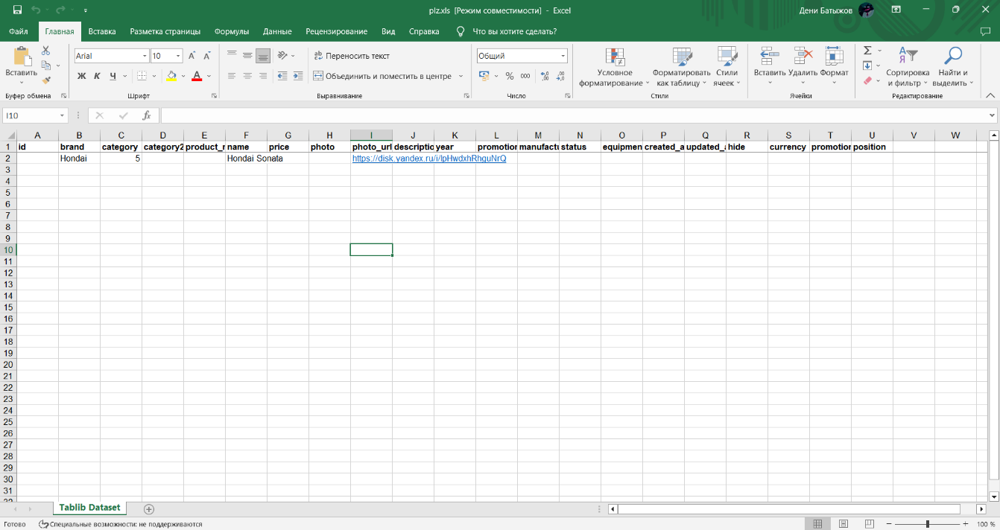 plz.xls [Режим совместимости] - Excel
Дени Батыжов
Файл Главная Вставка Разметка страницы Формулы Данные Рецензирование Вид Справка Что вы хотите сделать?
Вставить
Буфер обмена
Arial 10
Ж К Ч
Шрифт
Переносить текст
Объединить и поместить в центре
Выравнивание
Общий
% 000
Число
Условное форматирование
Форматировать как таблицу
Стили ячеек
Стили
Вставить Удалить Формат
Ячейки
Сортировка и фильтр
Найти и выделить
Редактирование
I10
fx
A B C D E F G H I J K L M N O P Q R S T U V W
1 id brand category category2 product_r name price photo photo_url descriptic year promotior manufactu status equipmen created_a updated_a hide currency promotior position
2 Hondai 5 Hondai Sonata https://disk.yandex.ru/i/lpHwdxhRhguNrQ
3
4
5
6
7
8
9
10
11
12
13
14
15
16
17
18
19
20
21
22
23
24
25
26
27
28
29
30
31
Tablib Dataset
Готово Специальные возможности: не поддерживаются
100 %